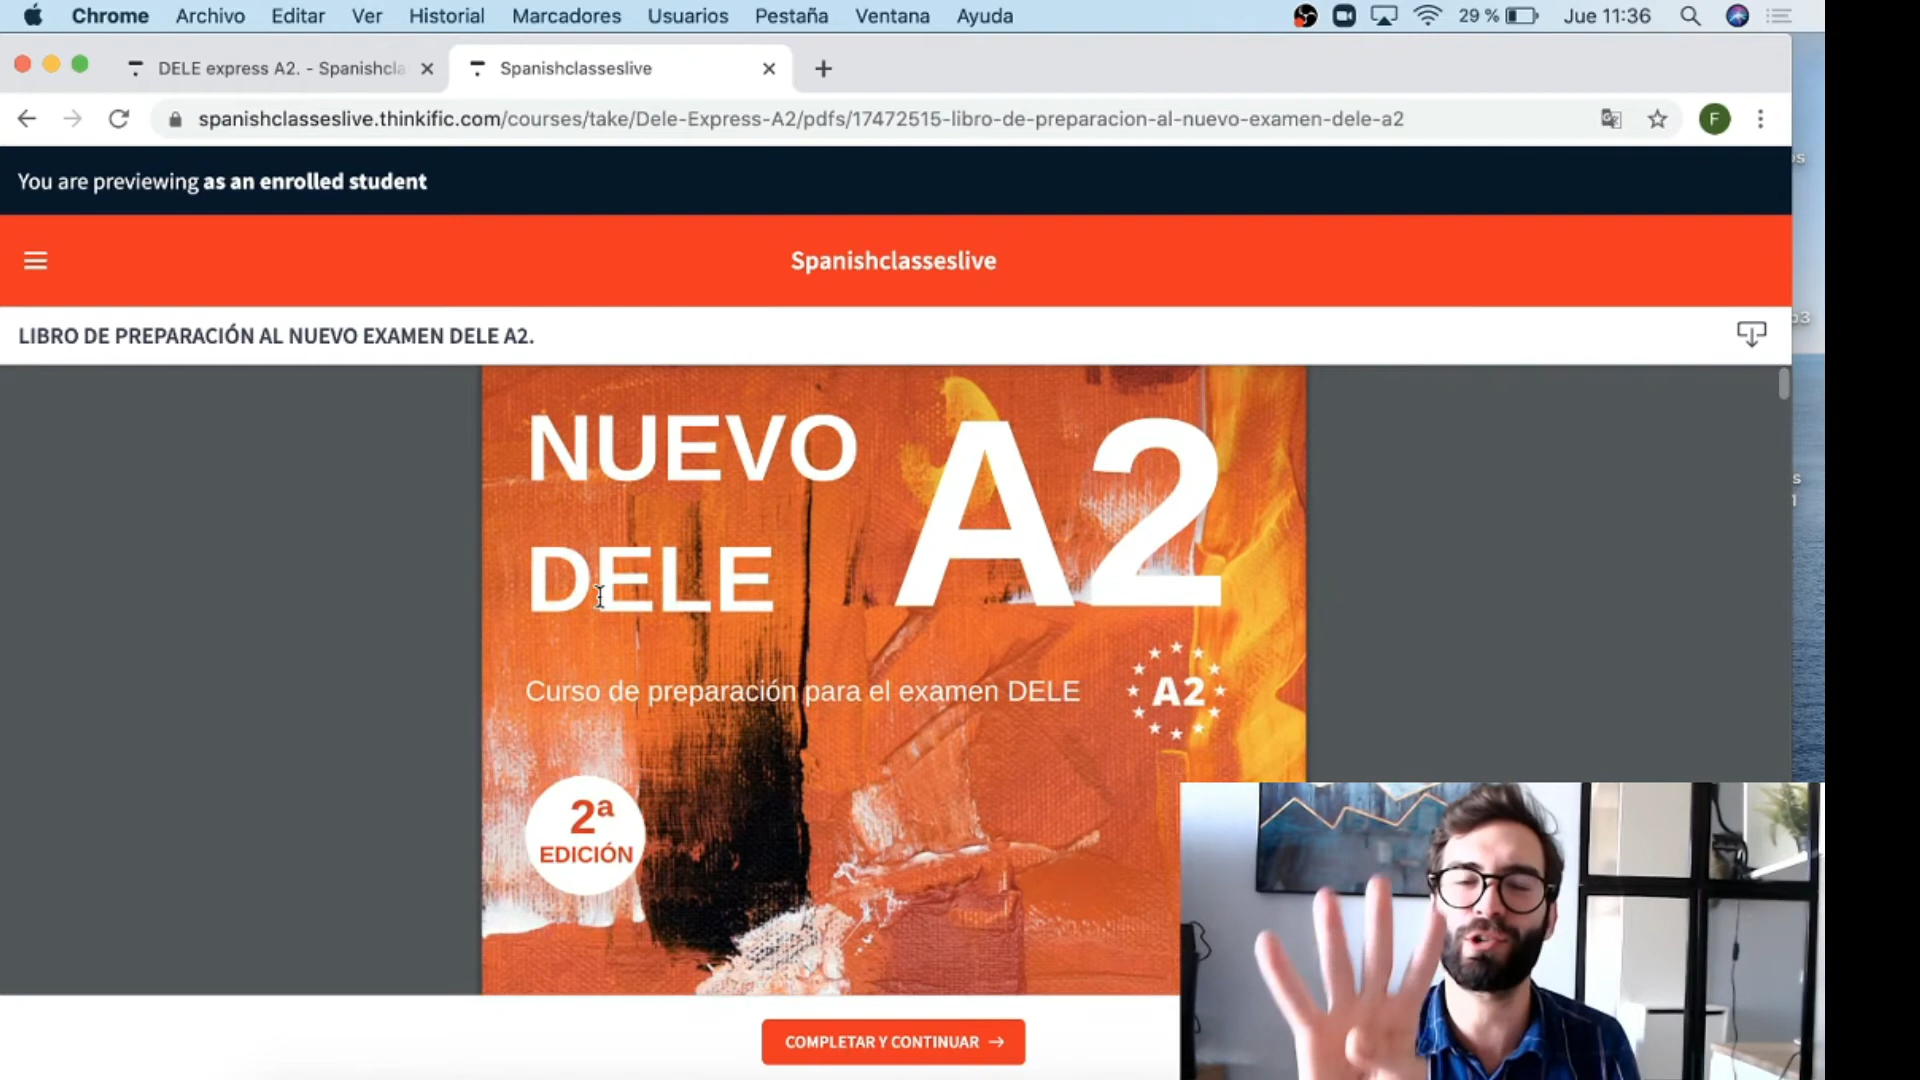 Chrome Archivo Editar Ver Historial Marcadores Usuarios Pestaña Ventana Ayuda 29 % Jue 11:36
DELE express A2. - Spanishcla Spanishclasseslive
spanishclasseslive.thinkific.com/courses/take/Dele-Express-A2/pdfs/17472515-libro-de-preparacion-al-nuevo-examen-dele-a2 F
You are previewing as an enrolled student
Spanishclasseslive
LIBRO DE PREPARACIÓN AL NUEVO EXAMEN DELE A2.
NUEVO
DELE
A2
Curso de preparación para el examen DELE
A2
2ª
EDICIÓN
COMPLETAR Y CONTINUAR →